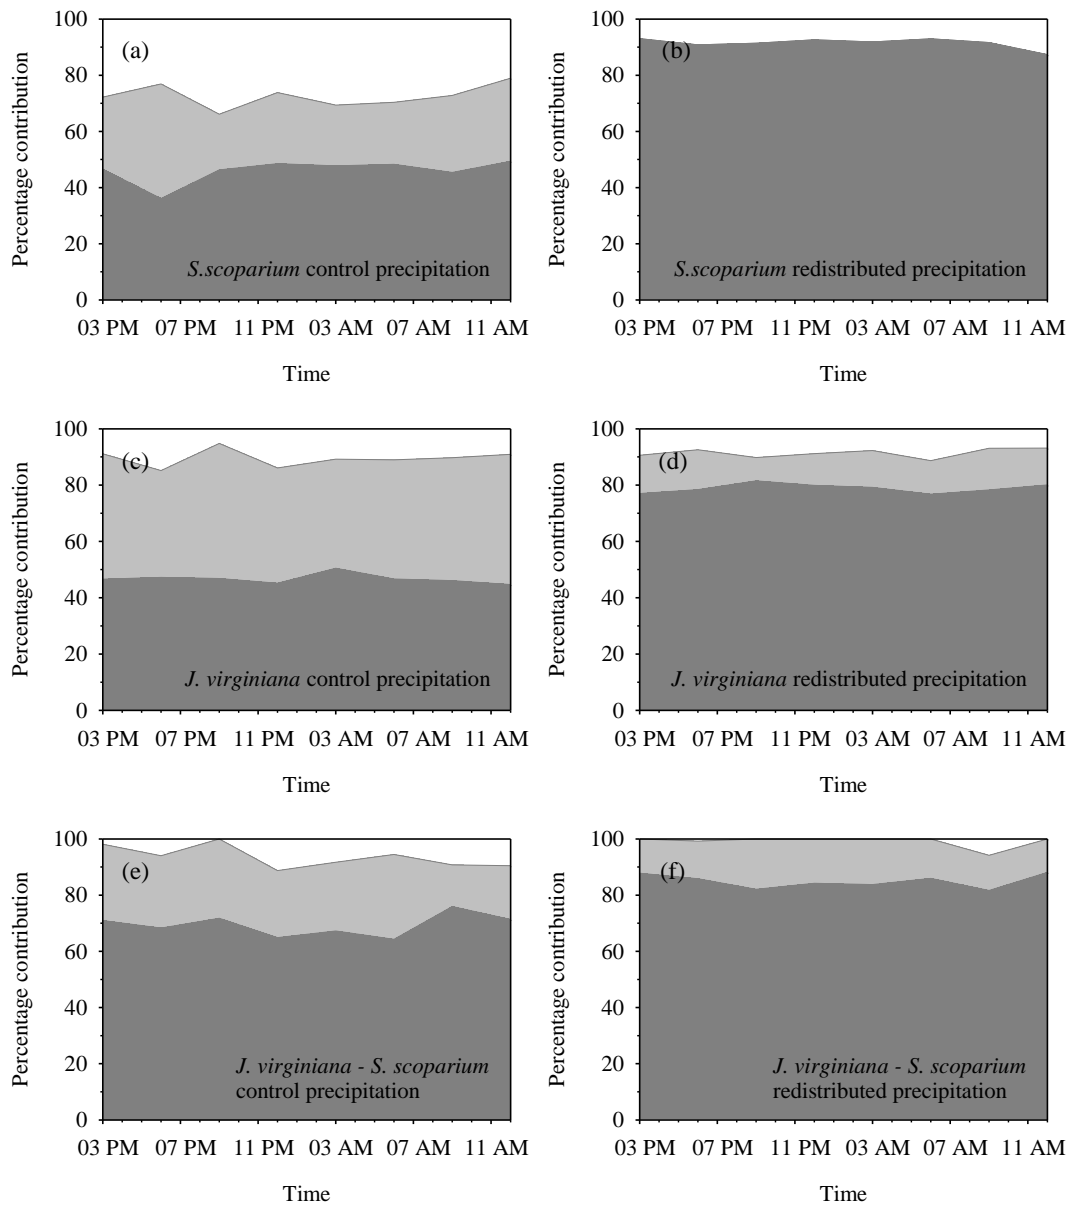 Percentage contribution
100
80
60
40
20
0
(a)
S.scoparium control precipitation
03 PM 07 PM 11 PM 03 AM 07 AM 11 AM
Time
Percentage contribution
100
80
60
40
20
0
(b)
S.scoparium redistributed precipitation
03 PM 07 PM 11 PM 03 AM 07 AM 11 AM
Time
Percentage contribution
100
80
60
40
20
0
(c)
J. virginiana control precipitation
03 PM 07 PM 11 PM 03 AM 07 AM 11 AM
Time
Percentage contribution
100
80
60
40
20
0
(d)
J. virginiana redistributed precipitation
03 PM 07 PM 11 PM 03 AM 07 AM 11 AM
Time
Percentage contribution
100
80
60
40
20
0
(e)
J. virginiana - S. scoparium
control precipitation
03 PM 07 PM 11 PM 03 AM 07 AM 11 AM
Time
Percentage contribution
100
80
60
40
20
0
(f)
J. virginiana - S. scoparium
redistributed precipitation
03 PM 07 PM 11 PM 03 AM 07 AM 11 AM
Time